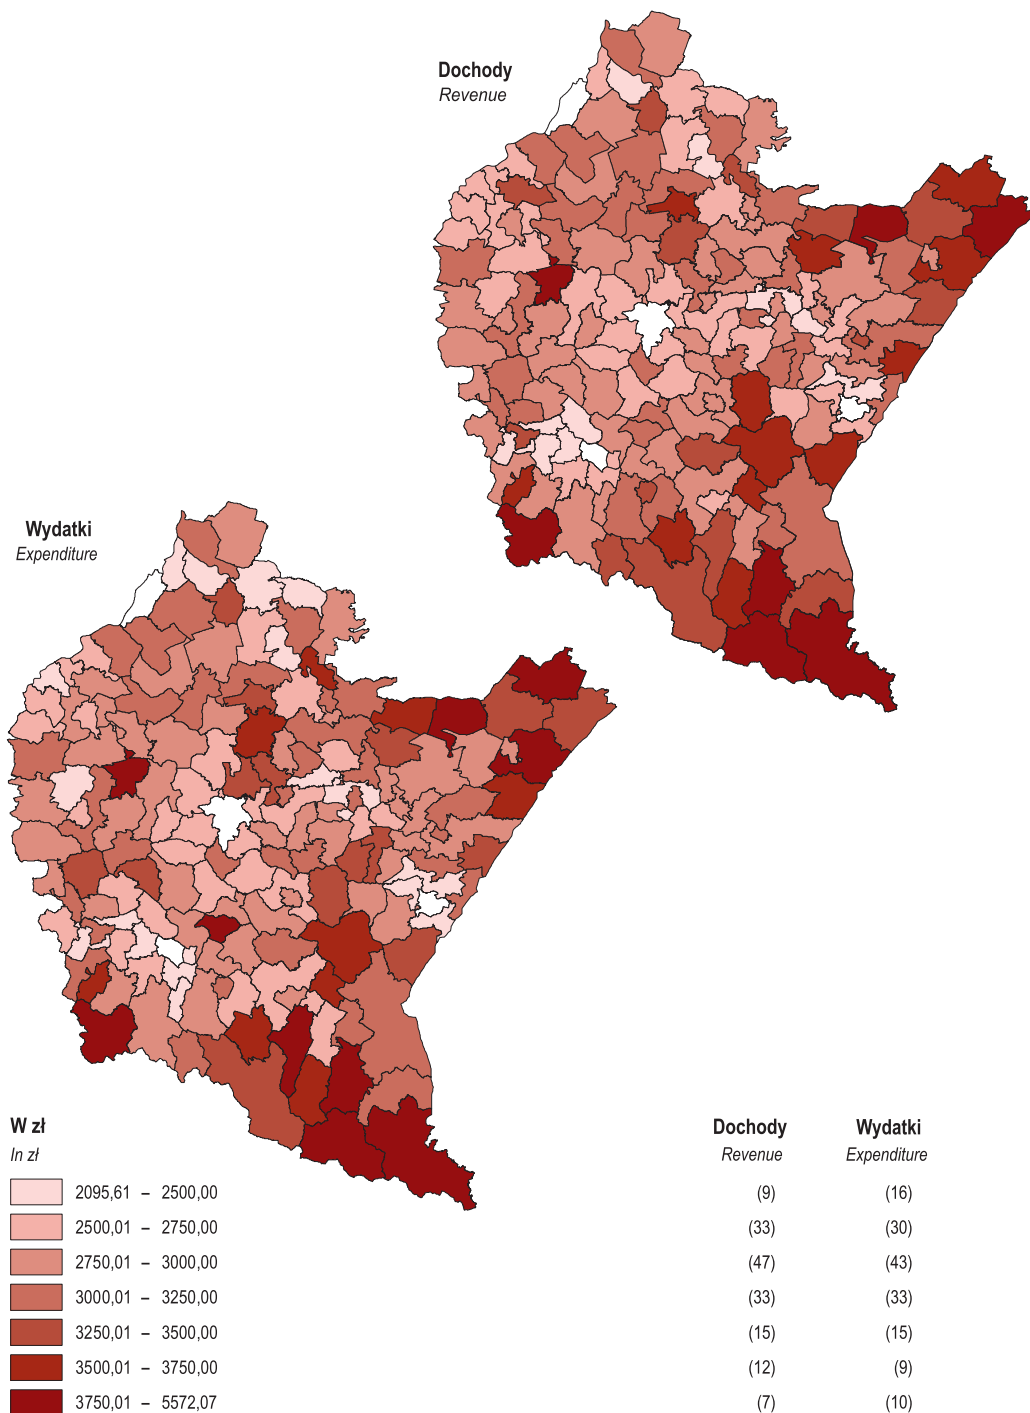 Dochody
Revenue
Wydatki
Expenditure
W zł
In zł
Dochody Wydatki
Revenue Expenditure
2095,61 – 2500,00 (9) (16)
2500,01 – 2750,00 (33) (30)
2750,01 – 3000,00 (47) (43)
3000,01 – 3250,00 (33) (33)
3250,01 – 3500,00 (15) (15)
3500,01 – 3750,00 (12) (9)
3750,01 – 5572,07 (7) (10)